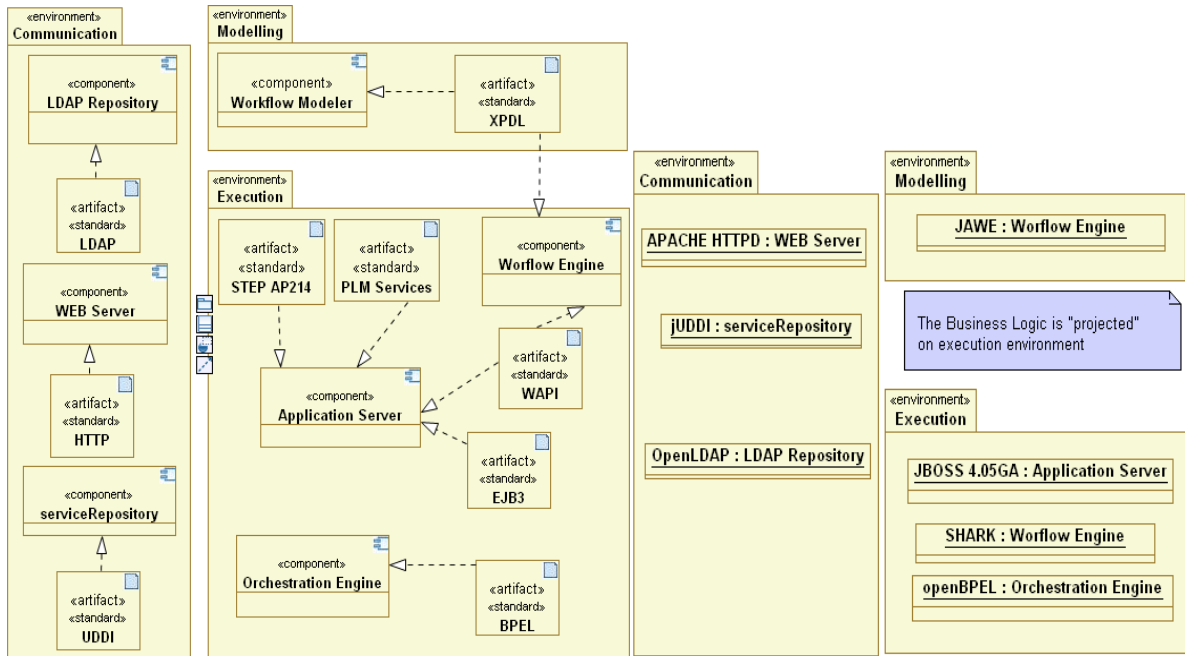 «environment»
Communication
«component»
LDAP Repository
«artifact»
«standard»
LDAP
«component»
WEB Server
«artifact»
«standard»
HTTP
«component»
serviceRepository
«artifact»
«standard»
UDDI
«environment»
Modelling
«component»
Workflow Modeler
«artifact»
«standard»
XPDL
«environment»
Execution
«artifact»
«standard»
STEP AP214
«artifact»
«standard»
PLM Services
«component»
Worflow Engine
«artifact»
«standard»
WAPI
«component»
Application Server
«artifact»
«standard»
EJB3
«component»
Orchestration Engine
«artifact»
«standard»
BPEL
«environment»
Communication
APACHE HTTPD : WEB Server
jUDDI : serviceRepository
OpenLDAP : LDAP Repository
«environment»
Modelling
JAWE : Worflow Engine
The Business Logic is "projected"
on execution environment
«environment»
Execution
JBOSS 4.05GA : Application Server
SHARK : Worflow Engine
openBPEL : Orchestration Engine